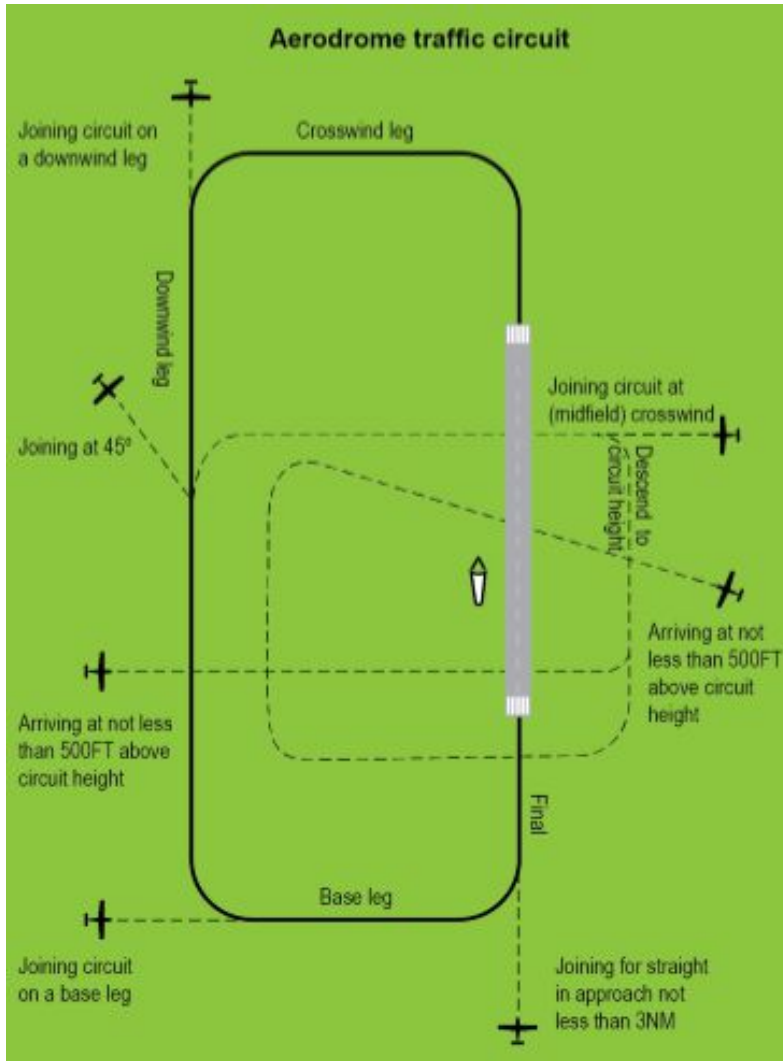 Aerodrome traffic circuit
Joining circuit on
a downwind leg
Crosswind leg
Downwind leg
Joining at 45º
Joining circuit at
(midfield) crosswind
Descend to
circuit height
Arriving at not
less than 500FT
above circuit
height
Arriving at not less
than 500FT above
circuit height
Final
Base leg
Joining circuit
on a base leg
Joining for straight
in approach not
less than 3NM